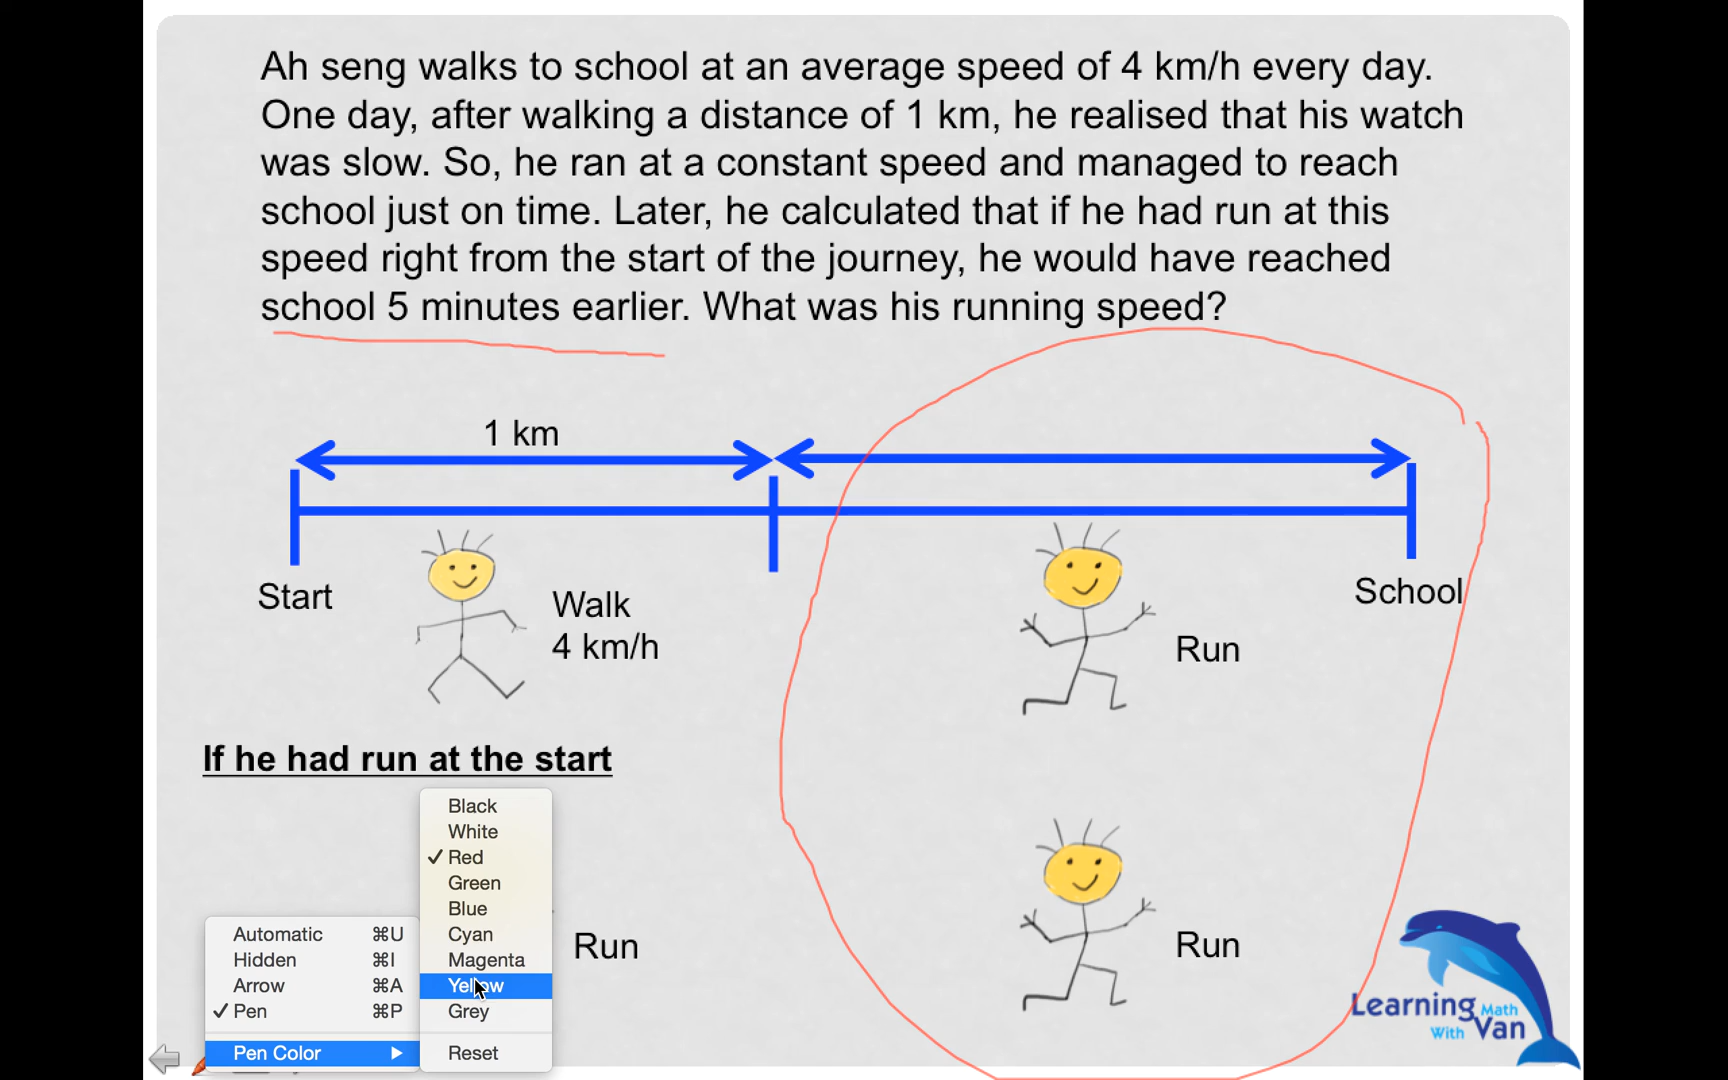 Ah seng walks to school at an average speed of 4 km/h every day.
One day, after walking a distance of 1 km, he realised that his watch
was slow. So, he ran at a constant speed and managed to reach
school just on time. Later, he calculated that if he had run at this
speed right from the start of the journey, he would have reached
school 5 minutes earlier. What was his running speed?
1 km
Start
Walk
4 km/h
Run
School
If he had run at the start
Run
Run
Automatic ⌘U
Hidden ⌘I
Arrow ⌘A
✓ Pen ⌘P
Pen Color ▶
Black
White
✓ Red
Green
Blue
Cyan
Magenta
Yellow
Grey
Reset
Learning Math
With Van